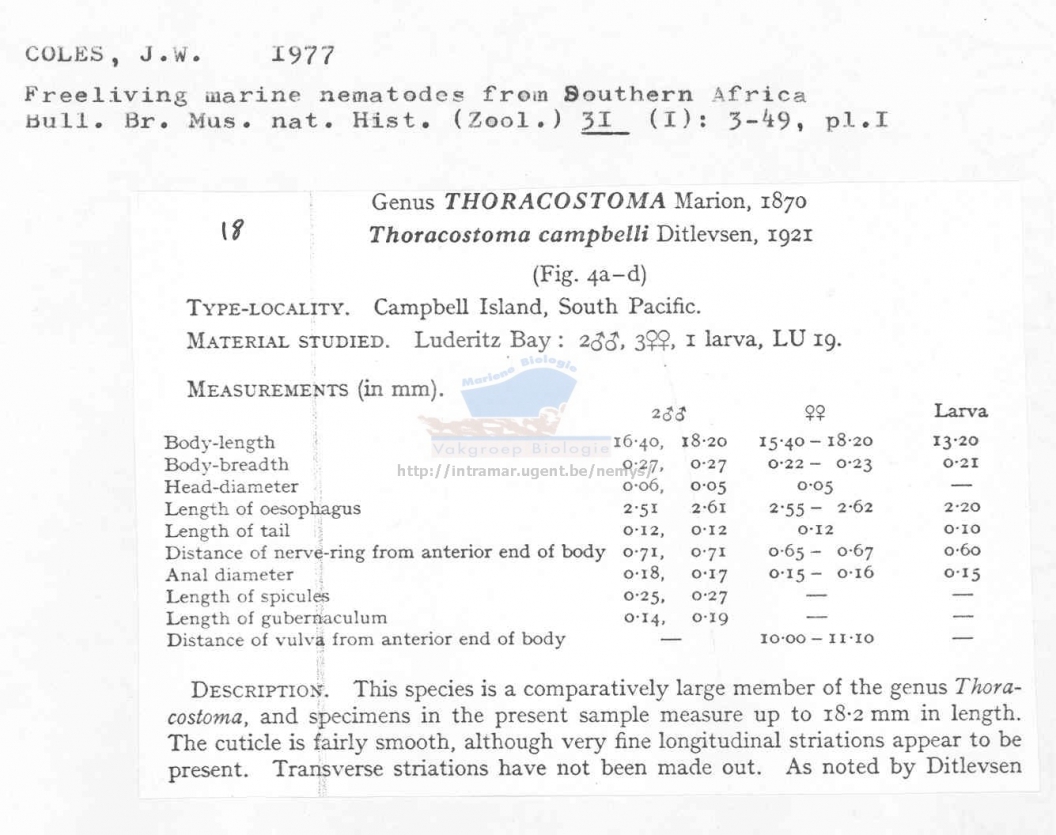 COLES, J.W. 1977
Freeliving marine nematodes from Southern Africa
Bull. Br. Mus. nat. Hist. (Zool.) 31 (I): 3-49, pl.I
18
Genus THORACOSTOMA Marion, 1870
Thoracostoma campbelli Ditlevsen, 1921
(Fig. 4a–d)
TYPE-LOCALITY. Campbell Island, South Pacific.
MATERIAL STUDIED. Luderitz Bay : 2♂♂, 3♀♀, 1 larva, LU 19.
Mariene Biologie
Vakgroep Biologie
http://intramar.ugent.be/nemys/
MEASUREMENTS (in mm).
2♂♂ ♀♀ Larva
Body-length 16·40, 18·20 15·40 – 18·20 13·20
Body-breadth 0·27, 0·27 0·22 – 0·23 0·21
Head-diameter 0·06, 0·05 0·05 —
Length of oesophagus 2·51 2·61 2·55 – 2·62 2·20
Length of tail 0·12, 0·12 0·12 0·10
Distance of nerve-ring from anterior end of body 0·71, 0·71 0·65 – 0·67 0·60
Anal diameter 0·18, 0·17 0·15 – 0·16 0·15
Length of spicules 0·25, 0·27 — —
Length of gubernaculum 0·14, 0·19 — —
Distance of vulva from anterior end of body — 10·00 – 11·10 —
DESCRIPTION. This species is a comparatively large member of the genus Thora-
costoma, and specimens in the present sample measure up to 18·2 mm in length.
The cuticle is fairly smooth, although very fine longitudinal striations appear to be
present. Transverse striations have not been made out. As noted by Ditlevsen